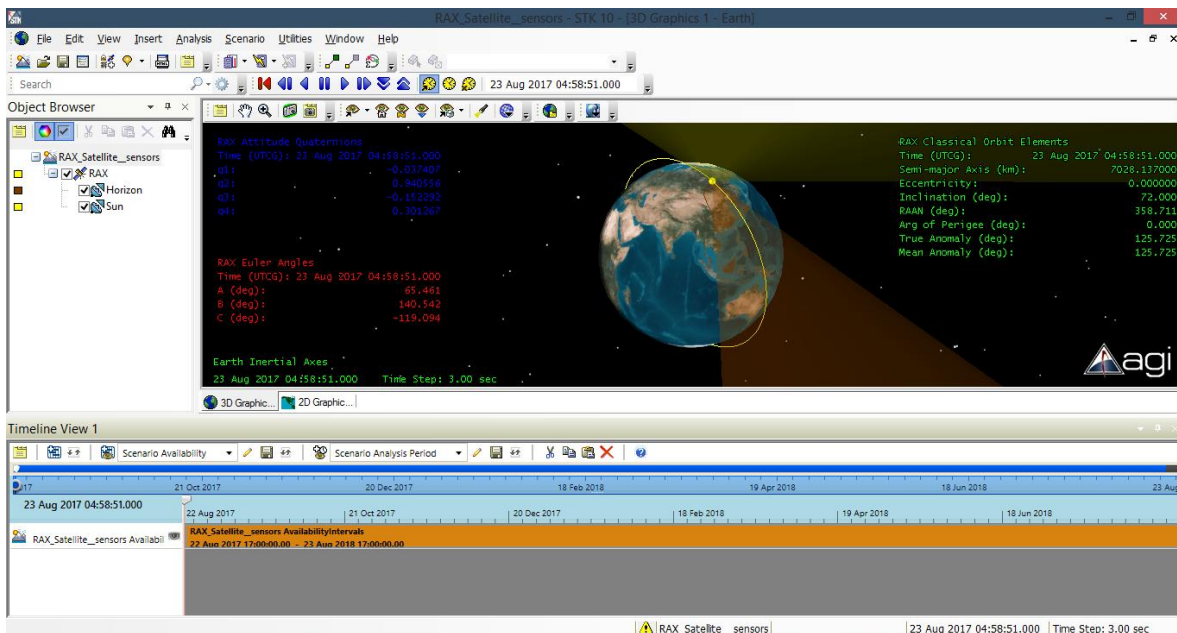 RAX_Satellite__sensors - STK 10 - [3D Graphics 1 - Earth]
File Edit View Insert Analysis Scenario Utilities Window Help
Search
23 Aug 2017 04:58:51.000
Object Browser
RAX_Satellite__sensors
RAX
Horizon
Sun
RAX Attitude Quaternions
Time (UTCG): 23 Aug 2017 04:58:51.000
q1: -0.037407
q2: 0.940556
q3: -0.152292
q4: 0.301267
RAX Euler Angles
Time (UTCG): 23 Aug 2017 04:58:51.000
A (deg): 65.461
B (deg): 140.542
C (deg): -119.094
Earth Inertial Axes
23 Aug 2017 04:58:51.000 Time Step: 3.00 sec
RAX Classical Orbit Elements
Time (UTCG): 23 Aug 2017 04:58:51.000
Semi-major Axis (km): 7028.137000
Eccentricity: 0.000000
Inclination (deg): 72.000
RAAN (deg): 358.711
Arg of Perigee (deg): 0.000
True Anomaly (deg): 125.725
Mean Anomaly (deg): 125.725
agi
3D Graphic... 2D Graphic...
Timeline View 1
Scenario Availability Scenario Analysis Period
17 21 Oct 2017 20 Dec 2017 18 Feb 2018 19 Apr 2018 18 Jun 2018 23 Aug
23 Aug 2017 04:58:51.000
22 Aug 2017 21 Oct 2017 20 Dec 2017 18 Feb 2018 19 Apr 2018 18 Jun 2018
RAX_Satellite__sensors Availabil
RAX_Satellite__sensors AvailabilityIntervals
22 Aug 2017 17:00:00.00 - 23 Aug 2018 17:00:00.00
RAX_Satellite__sensors 23 Aug 2017 04:58:51.000 Time Step: 3.00 sec